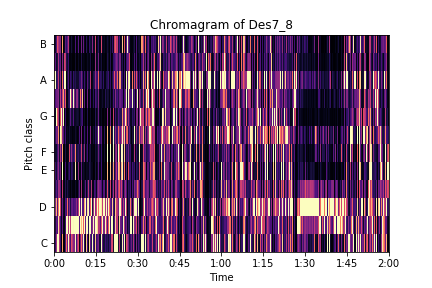 Chromagram of Des7_8
B
A
G
F
E
D
C
Pitch class
0:00 0:15 0:30 0:45 1:00 1:15 1:30 1:45 2:00
Time